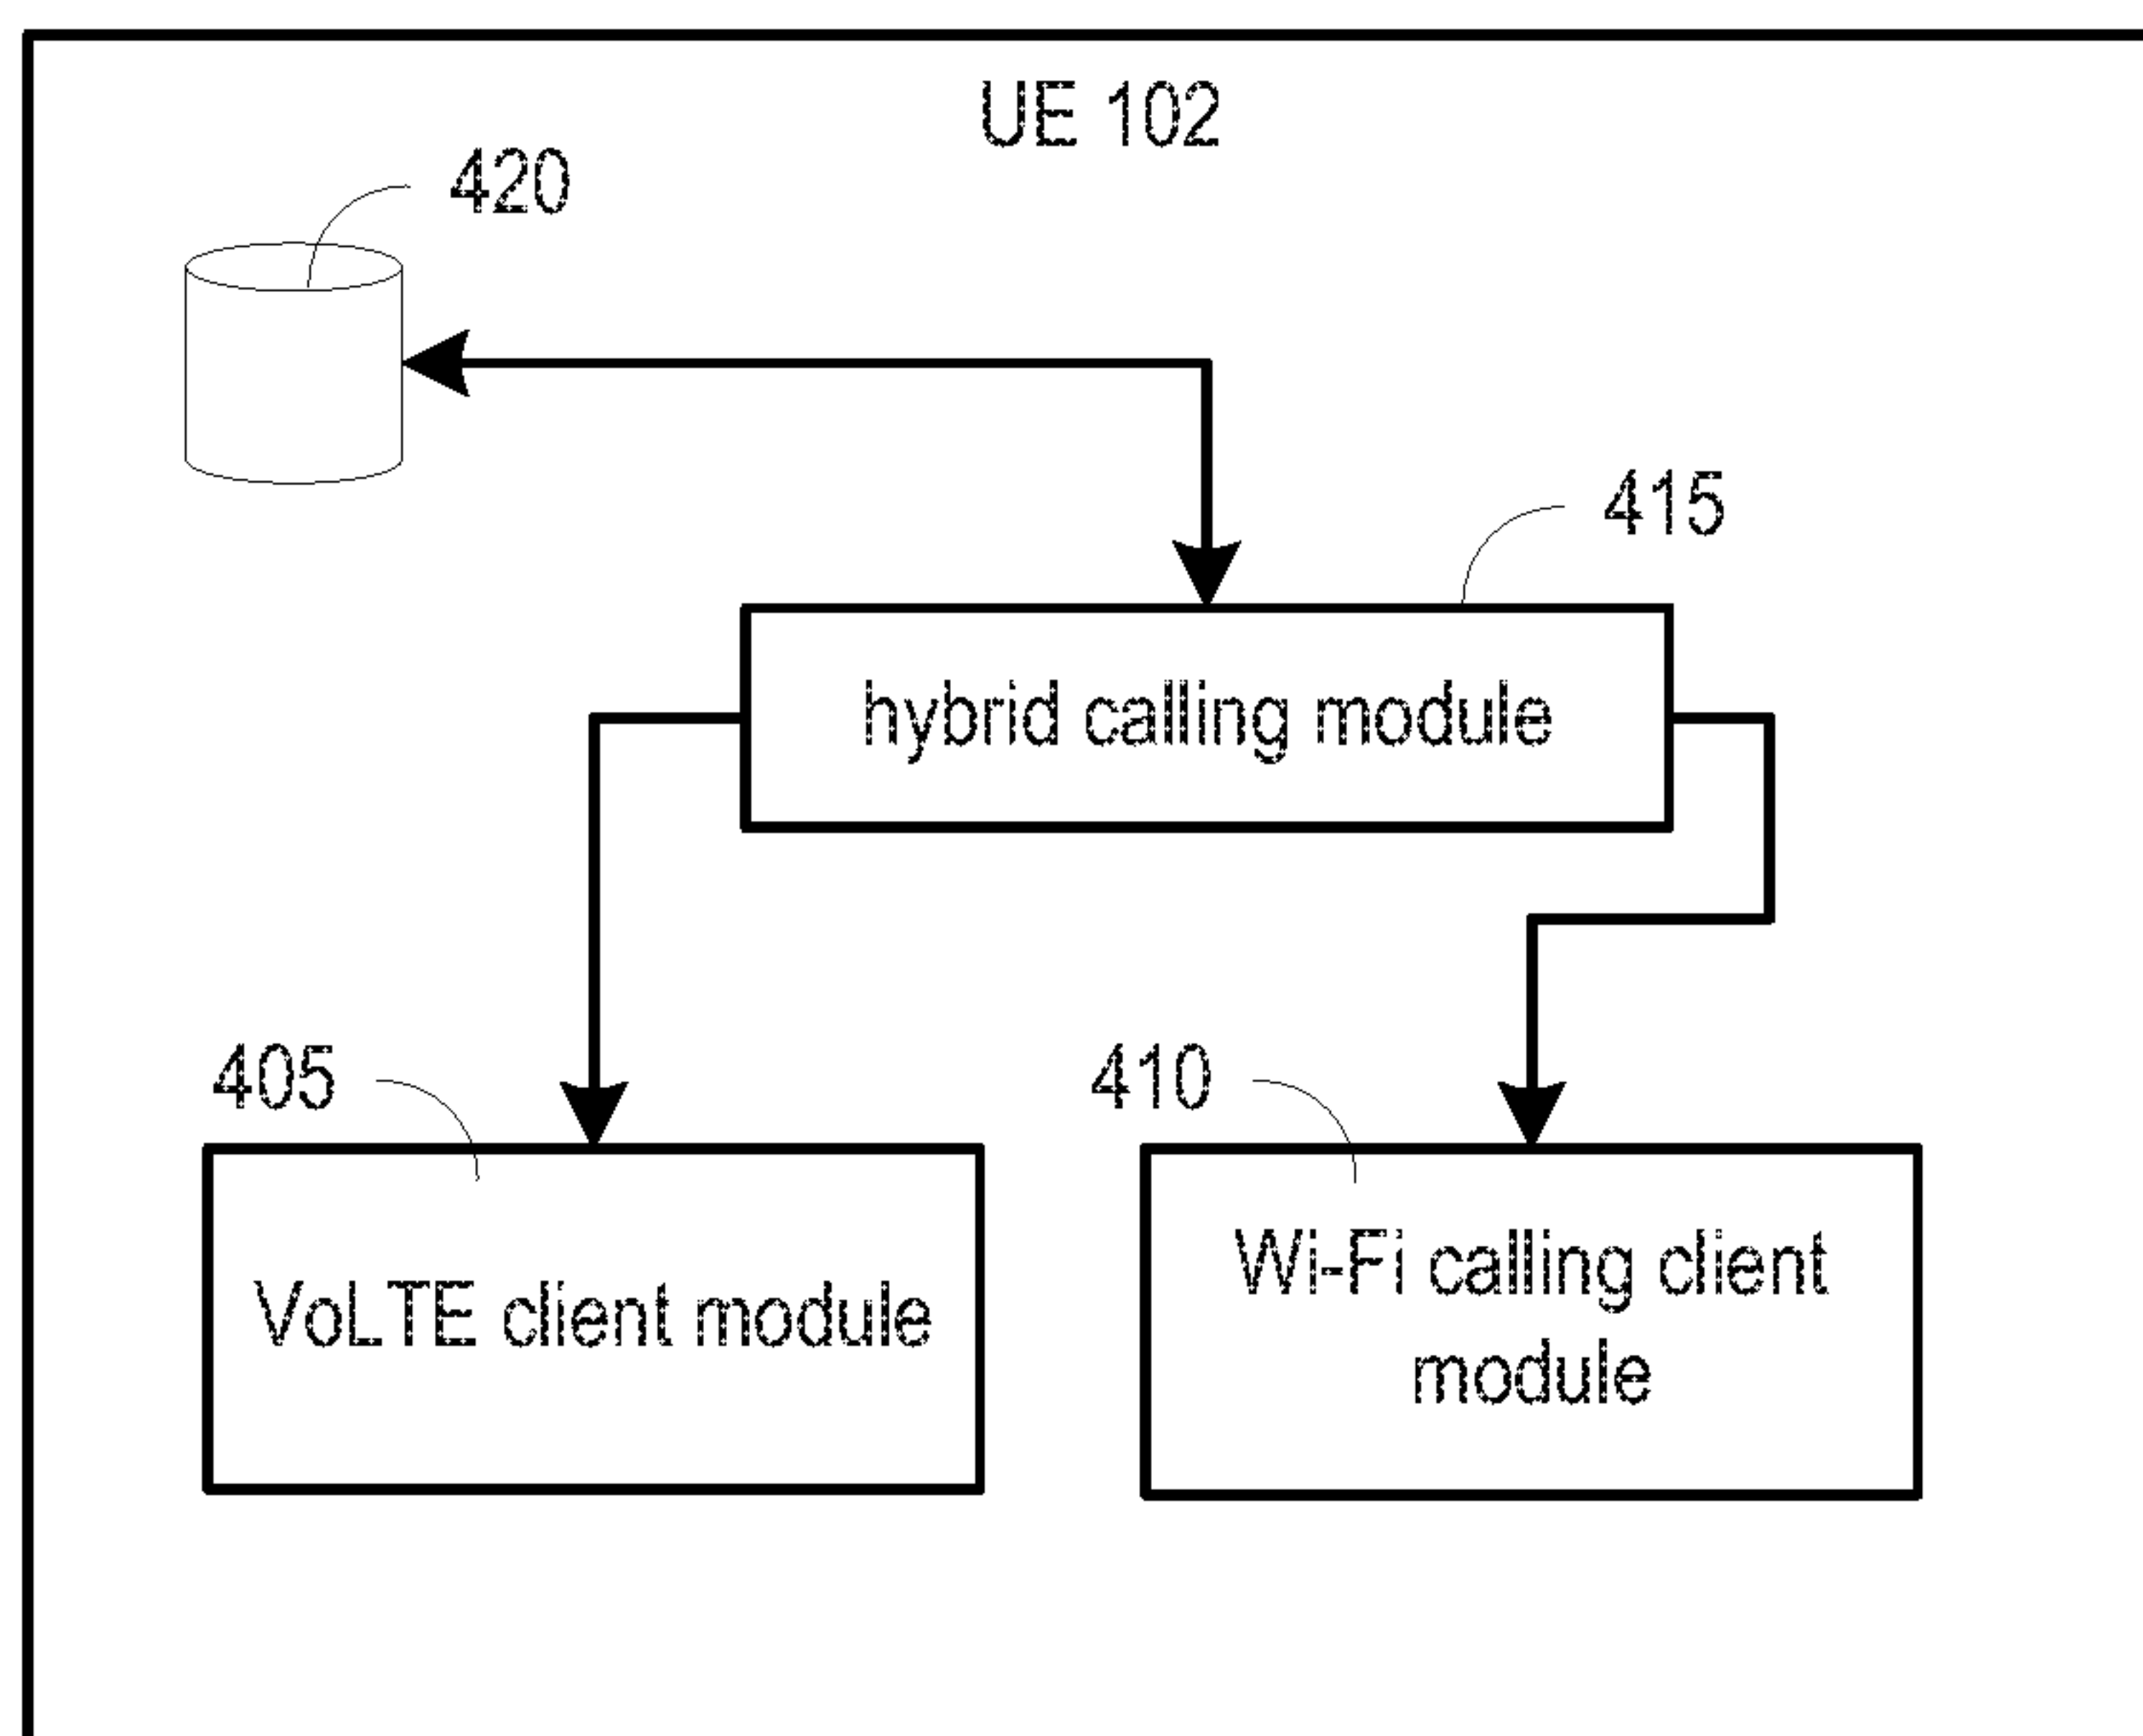 UE 102
420
415
hybrid calling module
405
410
VoLTE client module
Wi-Fi calling client
module